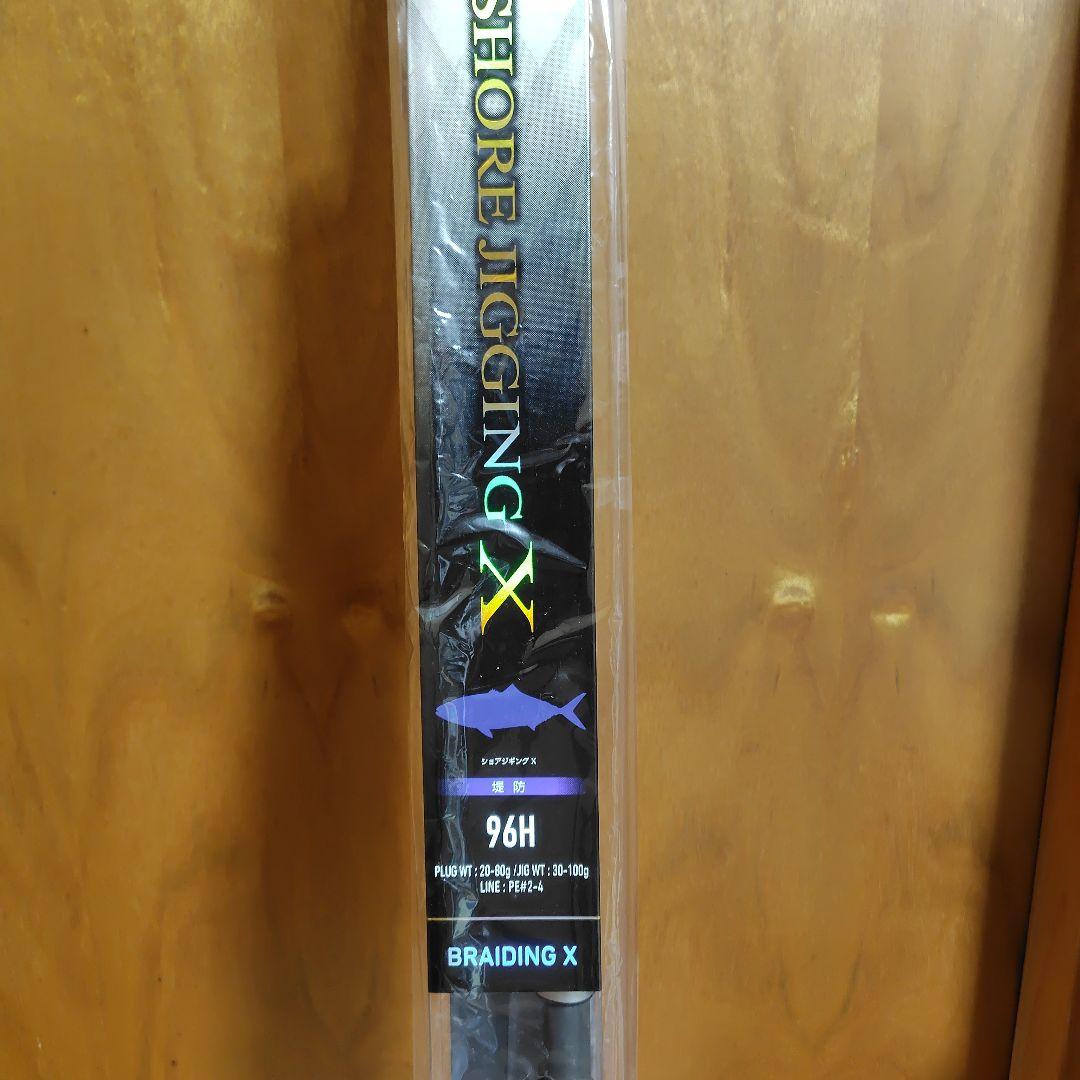 SHORE JIGGING X
ショアジギング X
堤防
96H
PLUG WT : 20-80g /JIG WT : 30-100g
LINE : PE#2-4
BRAIDING X